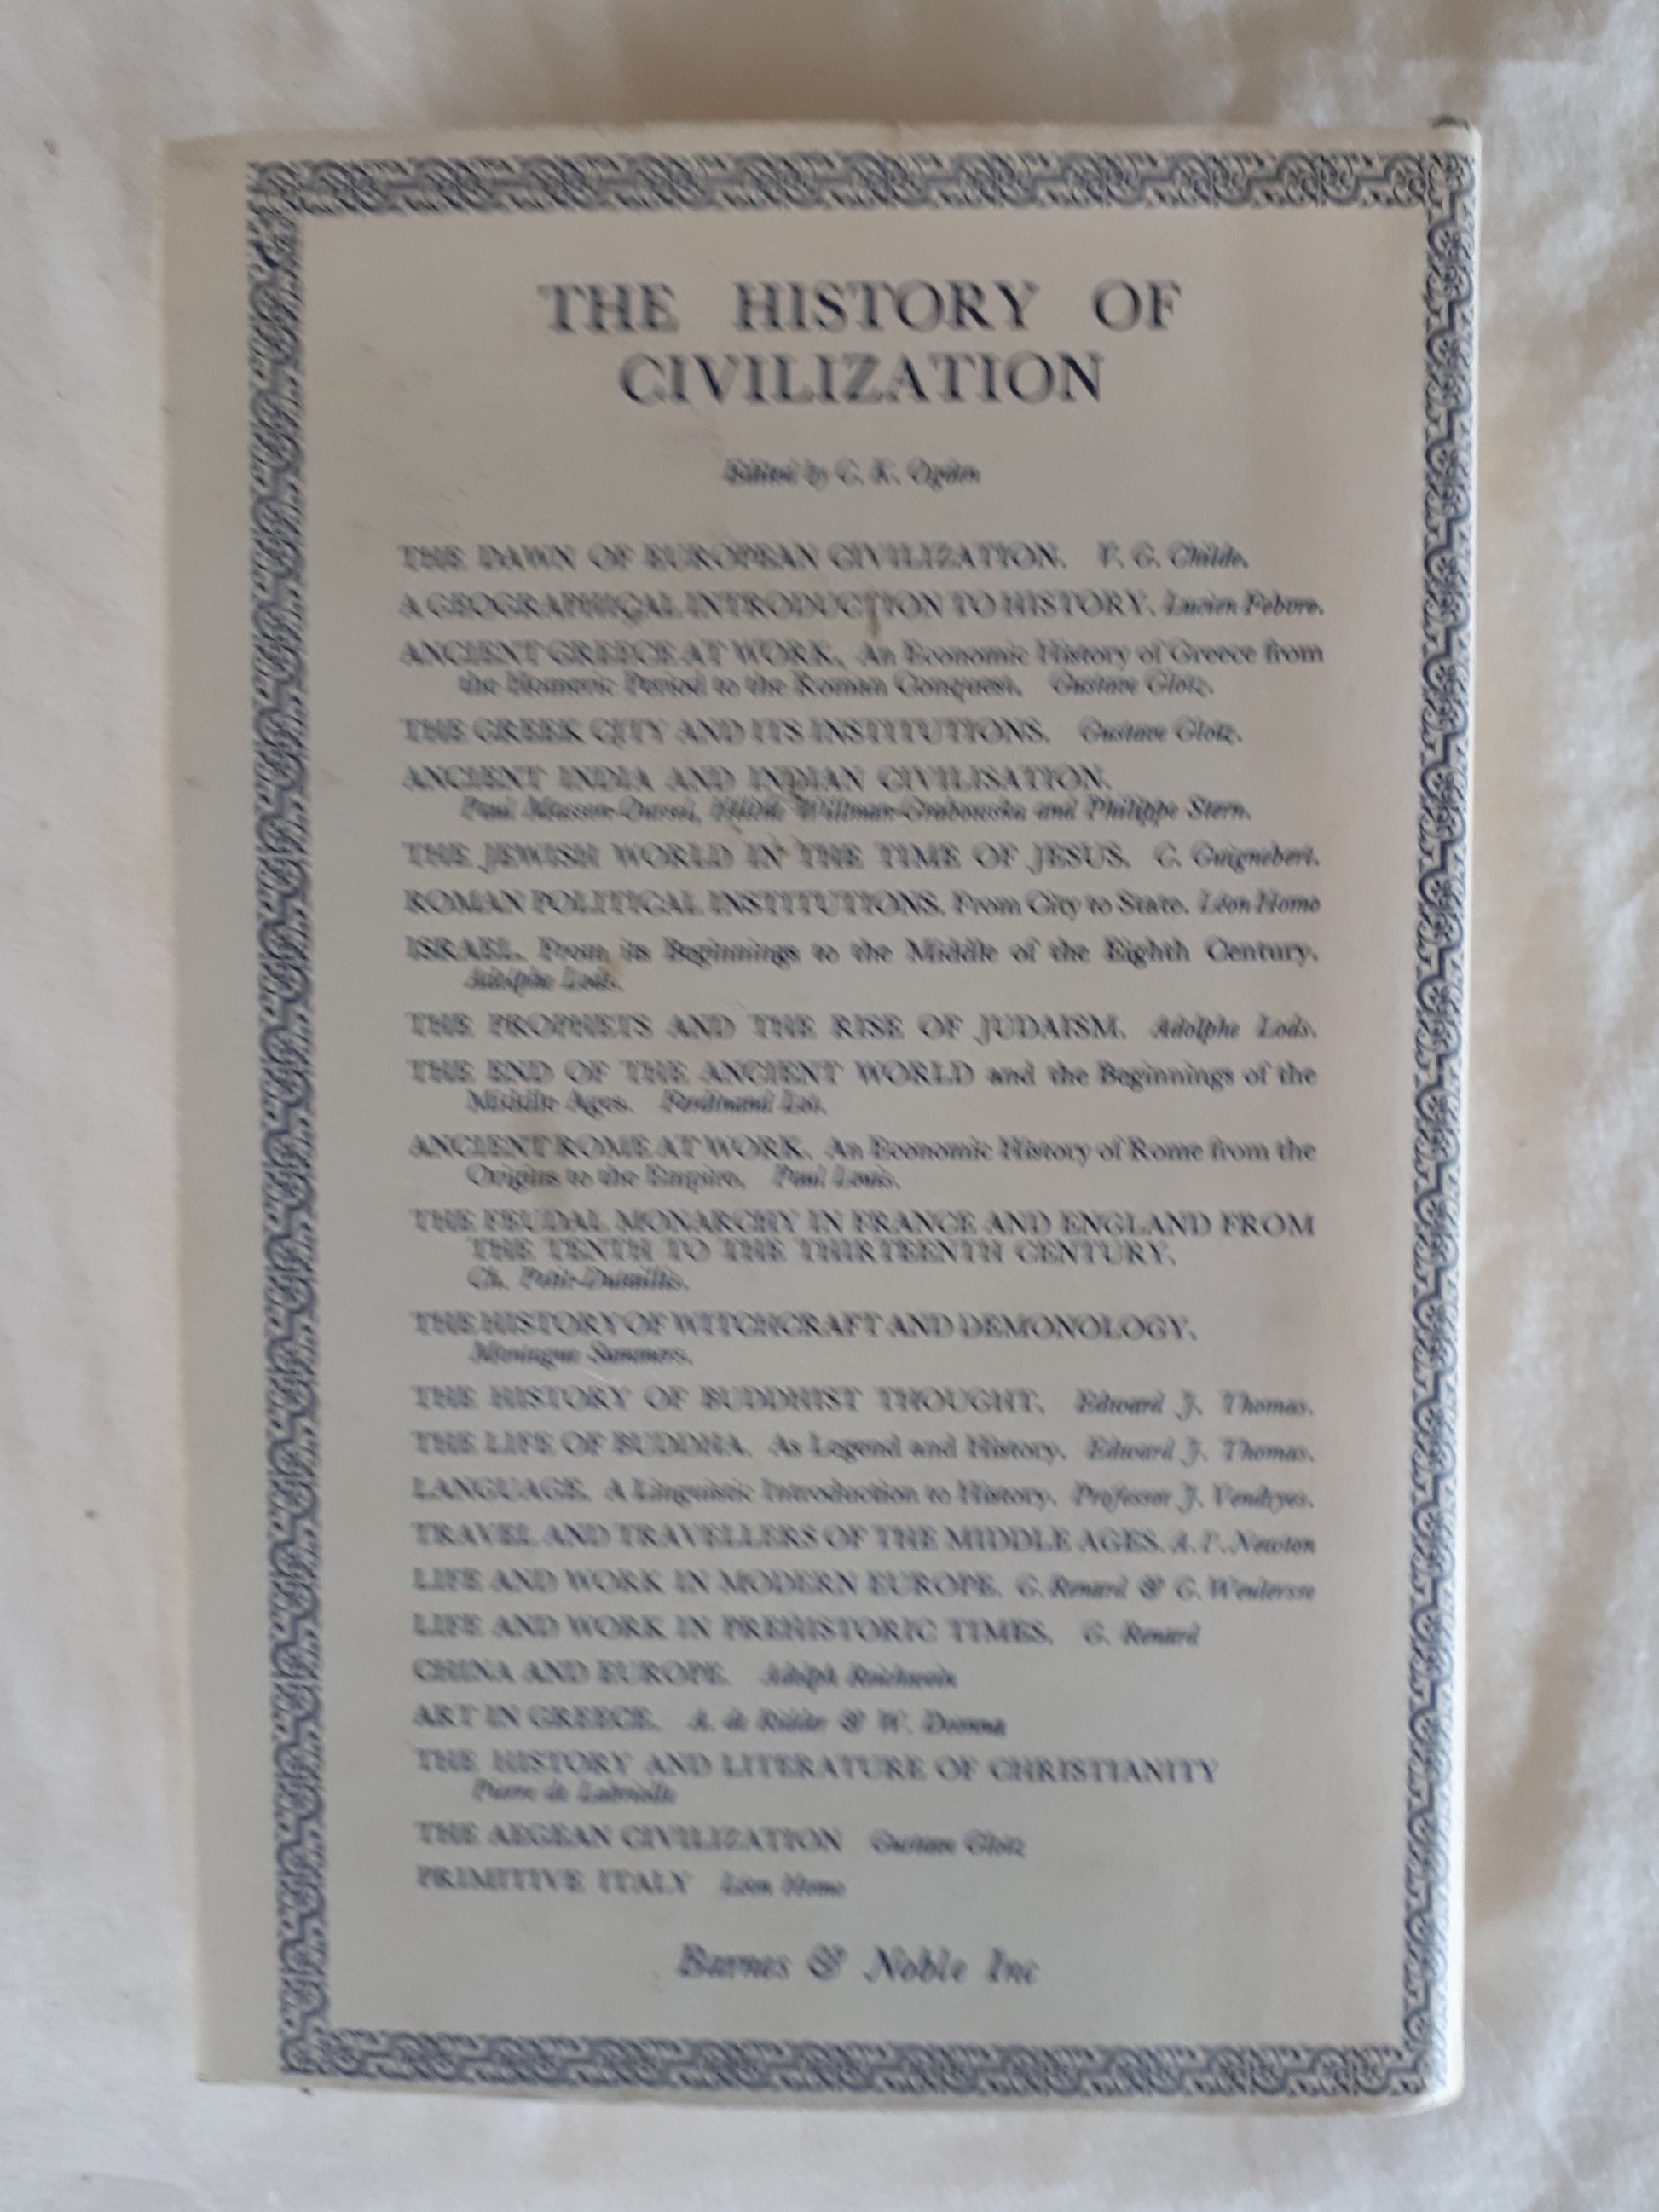 THE HISTORY OF
CIVILIZATION
Edited by C. K. Ogden
THE DAWN OF EUROPEAN CIVILIZATION. V. G. Childe.
A GEOGRAPHICAL INTRODUCTION TO HISTORY. Lucien Febvre.
ANCIENT GREECE AT WORK. An Economic History of Greece from
the Homeric Period to the Roman Conquest. Gustave Glotz.
THE GREEK CITY AND ITS INSTITUTIONS. Gustave Glotz.
ANCIENT INDIA AND INDIAN CIVILISATION.
Paul Masson-Oursel, Hélène Willman-Grabowska and Philippe Stern.
THE JEWISH WORLD IN THE TIME OF JESUS. C. Guignebert.
ROMAN POLITICAL INSTITUTIONS. From City to State. Léon Homo
ISRAEL. From its Beginnings to the Middle of the Eighth Century.
Adolphe Lods.
THE PROPHETS AND THE RISE OF JUDAISM. Adolphe Lods.
THE END OF THE ANCIENT WORLD and the Beginnings of the
Middle Ages. Ferdinand Lot.
ANCIENT ROME AT WORK. An Economic History of Rome from the
Origins to the Empire. Paul Louis.
THE FEUDAL MONARCHY IN FRANCE AND ENGLAND FROM
THE TENTH TO THE THIRTEENTH CENTURY.
Ch. Petit-Dutaillis.
THE HISTORY OF WITCHCRAFT AND DEMONOLOGY.
Montague Summers.
THE HISTORY OF BUDDHIST THOUGHT. Edward J. Thomas.
THE LIFE OF BUDDHA. As Legend and History. Edward J. Thomas.
LANGUAGE. A Linguistic Introduction to History. Professor J. Vendryes.
TRAVEL AND TRAVELLERS OF THE MIDDLE AGES. A. P. Newton
LIFE AND WORK IN MODERN EUROPE. G. Renard & G. Weulersse
LIFE AND WORK IN PREHISTORIC TIMES. G. Renard
CHINA AND EUROPE. Adolph Reichwein
ART IN GREECE. A. de Ridder & W. Deonna
THE HISTORY AND LITERATURE OF CHRISTIANITY
Pierre de Labriolle
THE AEGEAN CIVILIZATION Gustave Glotz
PRIMITIVE ITALY Léon Homo
Barnes & Noble Inc